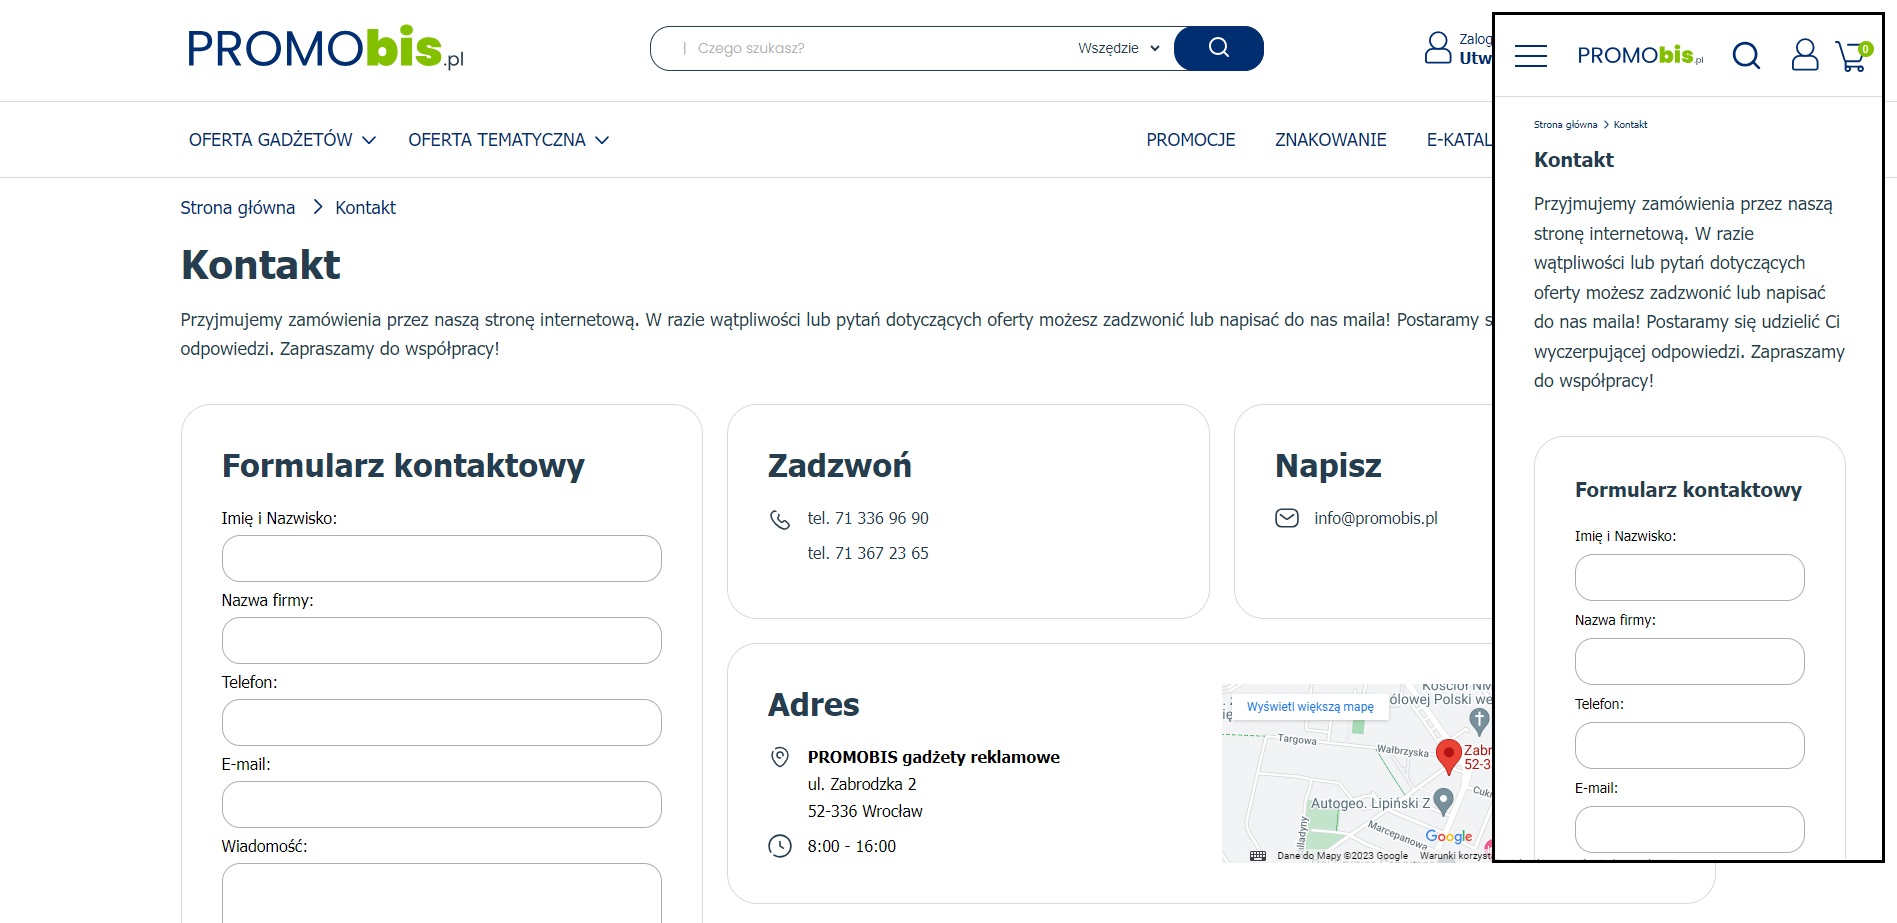 PROMObis.pl
Czego szukasz?
Wszędzie
Zalog
Utw
OFERTA GADŻETÓW
OFERTA TEMATYCZNA
PROMOCJE
ZNAKOWANIE
E-KATAL
Strona główna > Kontakt
Kontakt
Przyjmujemy zamówienia przez naszą stronę internetową. W razie wątpliwości lub pytań dotyczących oferty możesz zadzwonić lub napisać do nas maila! Postaramy s
odpowiedzi. Zapraszamy do współpracy!
Formularz kontaktowy
Imię i Nazwisko:
Nazwa firmy:
Telefon:
E-mail:
Wiadomość:
Zadzwoń
tel. 71 336 96 90
tel. 71 367 23 65
Napisz
info@promobis.pl
Adres
PROMOBIS gadżety reklamowe
ul. Zabrodzka 2
52-336 Wrocław
8:00 - 16:00
Wyświetl większą mapę
Kościół NM
ólowej Polski we
Targowa
Wałbrzyska
Zabr
52-3
Autogeo. Lipiński Z
Cuk
Marcepanowa
Google
Dane do Mapy ©2023 Google
Warunki korzyst
PROMObis.pl
0
Strona główna > Kontakt
Kontakt
Przyjmujemy zamówienia przez naszą
stronę internetową. W razie
wątpliwości lub pytań dotyczących
oferty możesz zadzwonić lub napisać
do nas maila! Postaramy się udzielić Ci
wyczerpującej odpowiedzi. Zapraszamy
do współpracy!
Formularz kontaktowy
Imię i Nazwisko:
Nazwa firmy:
Telefon:
E-mail: